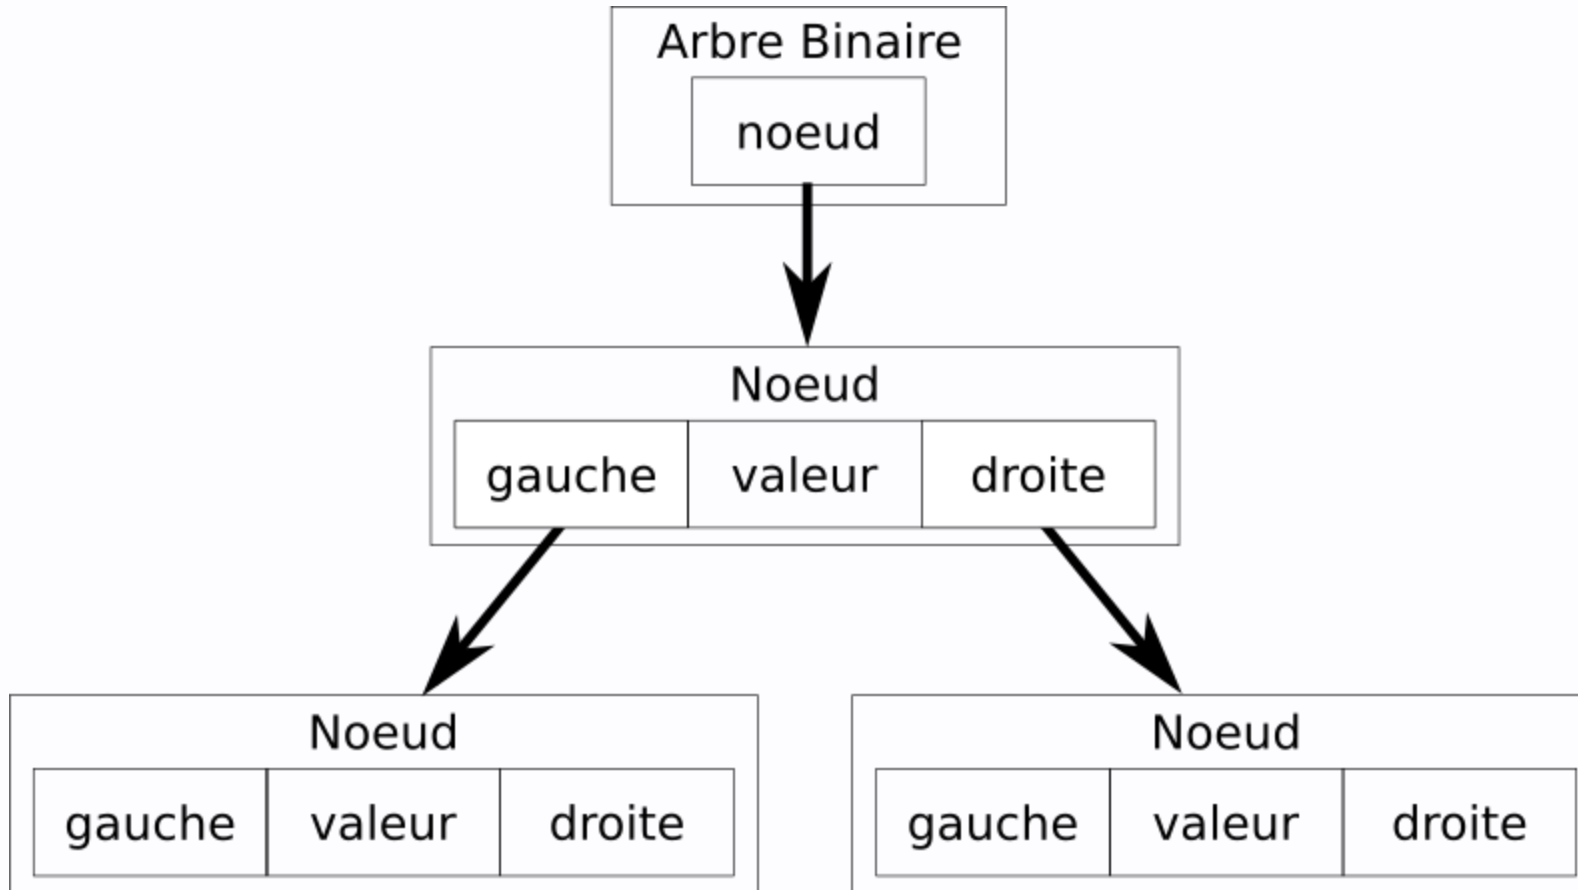 Arbre Binaire
noeud
Noeud
gauche valeur droite
Noeud
gauche valeur droite
Noeud
gauche valeur droite